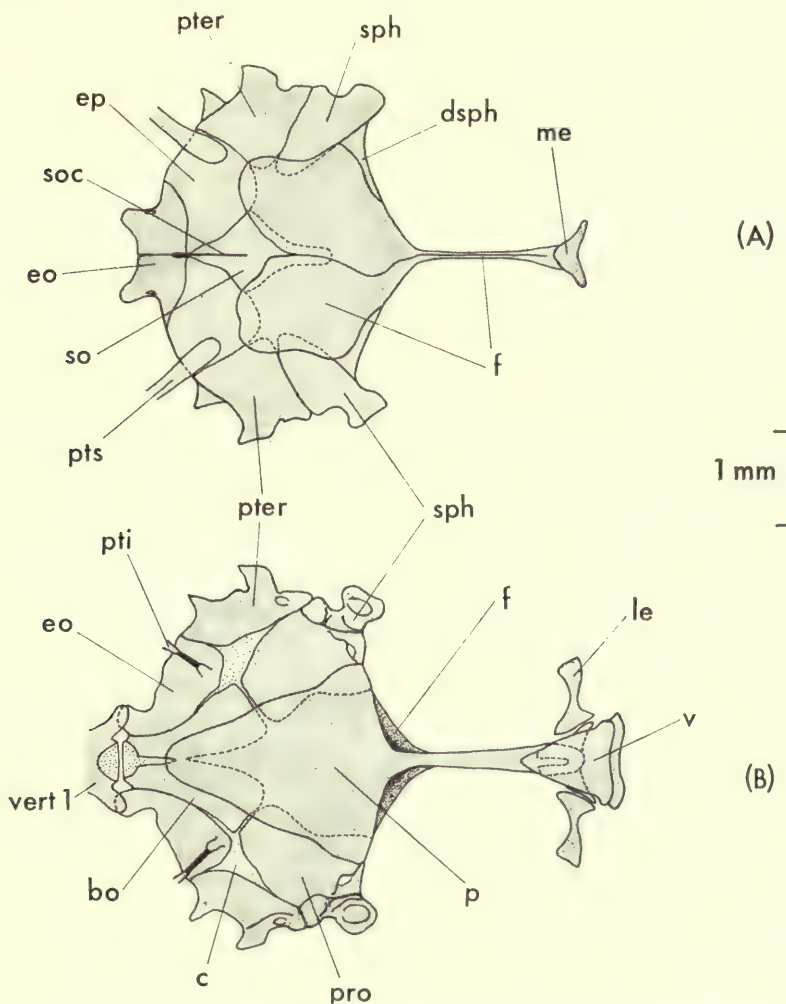 pter
sph
ep
dsph
me
soc
(A)
eo
so
f
pts
1 mm
pter
sph
pti
f
le
eo
v
(B)
vert 1
bo
p
c
pro